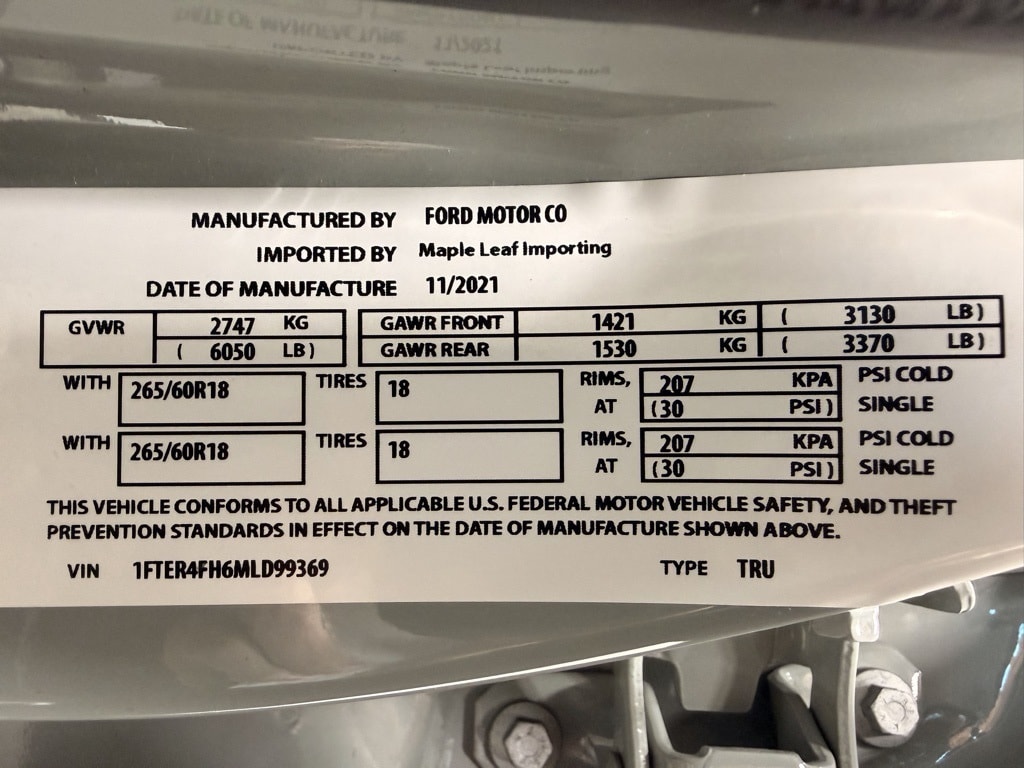 MANUFACTURED BY FORD MOTOR CO
IMPORTED BY Maple Leaf Importing
DATE OF MANUFACTURE 11/2021
GVWR 2747 KG GAWR FRONT 1421 KG ( 3130 LB )
( 6050 LB ) GAWR REAR 1530 KG ( 3370 LB )
WITH 265/60R18 TIRES 18 RIMS, 207 KPA PSI COLD
AT (30 PSI ) SINGLE
WITH 265/60R18 TIRES 18 RIMS, 207 KPA PSI COLD
AT (30 PSI ) SINGLE
THIS VEHICLE CONFORMS TO ALL APPLICABLE U.S. FEDERAL MOTOR VEHICLE SAFETY, AND THEFT
PREVENTION STANDARDS IN EFFECT ON THE DATE OF MANUFACTURE SHOWN ABOVE.
VIN 1FTER4FH6MLD99369 TYPE TRU